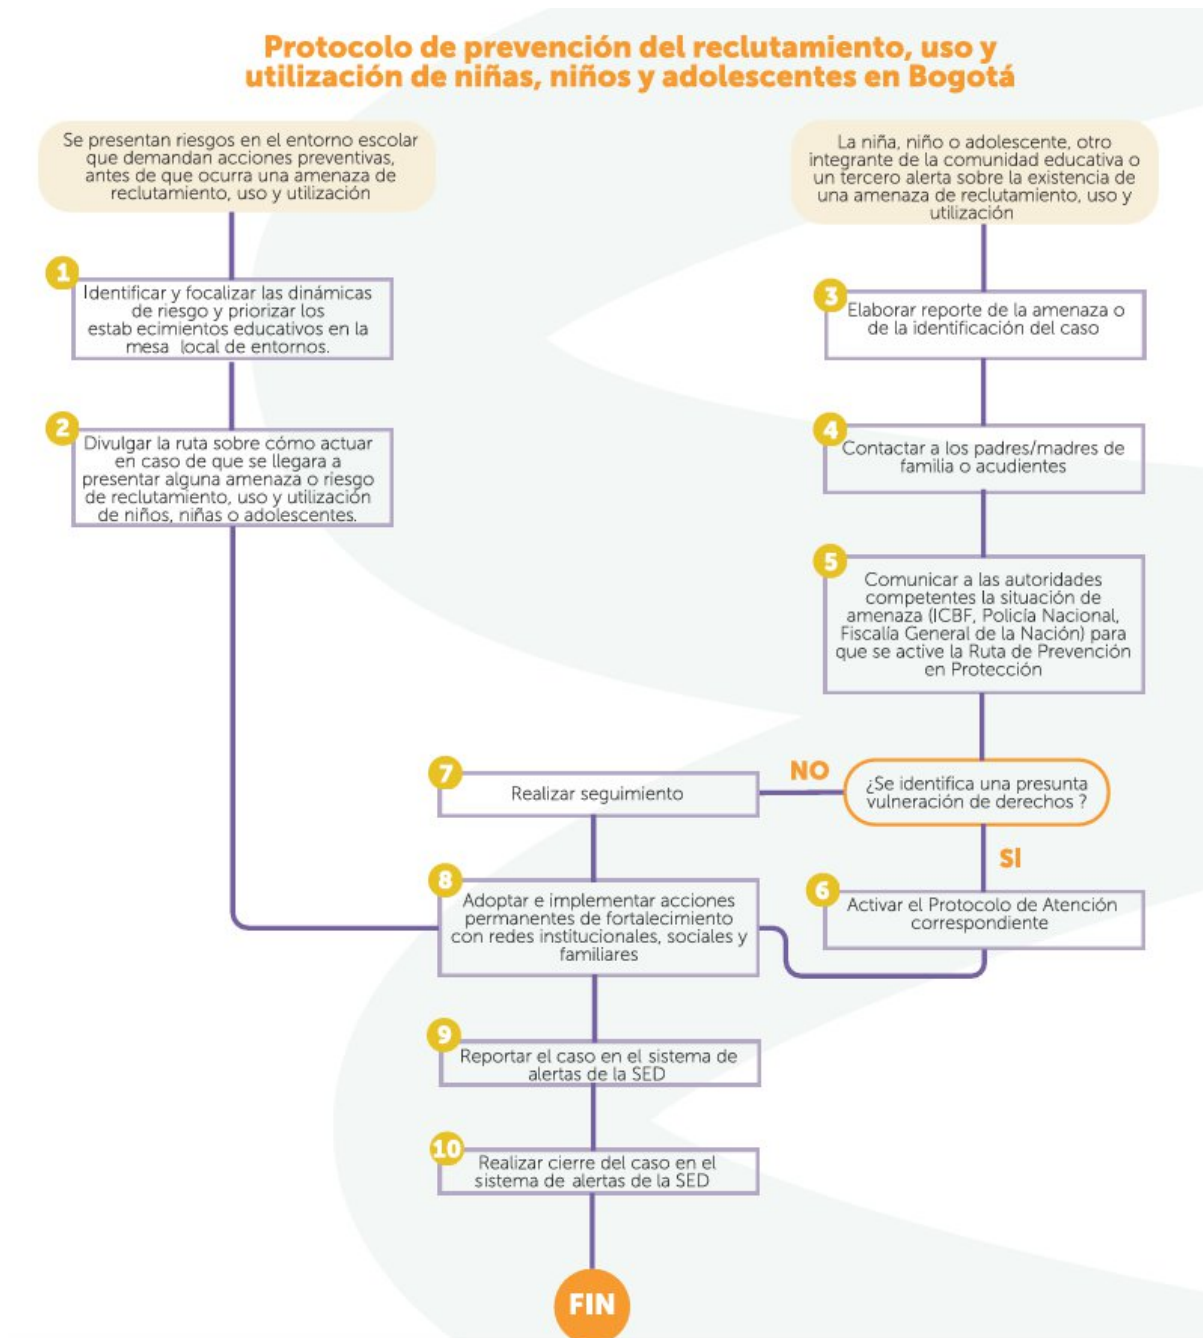 Protocolo de prevención del reclutamiento, uso y
utilización de niñas, niños y adolescentes en Bogotá
Se presentan riesgos en el entorno escolar
que demandan acciones preventivas,
antes de que ocurra una amenaza de
reclutamiento, uso y utilización
La niña, niño o adolescente, otro
integrante de la comunidad educativa o
un tercero alerta sobre la existencia de
una amenaza de reclutamiento, uso y
utilización
1
Identificar y focalizar las dinámicas
de riesgo y priorizar los
estab ecimientos educativos en la
mesa local de entornos.
2
Divulgar la ruta sobre cómo actuar
en caso de que se llegara a
presentar alguna amenaza o riesgo
de reclutamiento, uso y utilización
de niños, niñas o adolescentes.
3
Elaborar reporte de la amenaza o
de la identificación del caso
4
Contactar a los padres/madres de
familia o acudientes
5
Comunicar a las autoridades
competentes la situación de
amenaza (ICBF, Policía Nacional,
Fiscalía General de la Nación) para
que se active la Ruta de Prevención
en Protección
¿Se identifica una presunta
vulneración de derechos ?
NO
SI
6
Activar el Protocolo de Atención
correspondiente
7
Realizar seguimiento
8
Adoptar e implementar acciones
permanentes de fortalecimiento
con redes institucionales, sociales y
familiares
9
Reportar el caso en el sistema de
alertas de la SED
10
Realizar cierre del caso en el
sistema de alertas de la SED
FIN